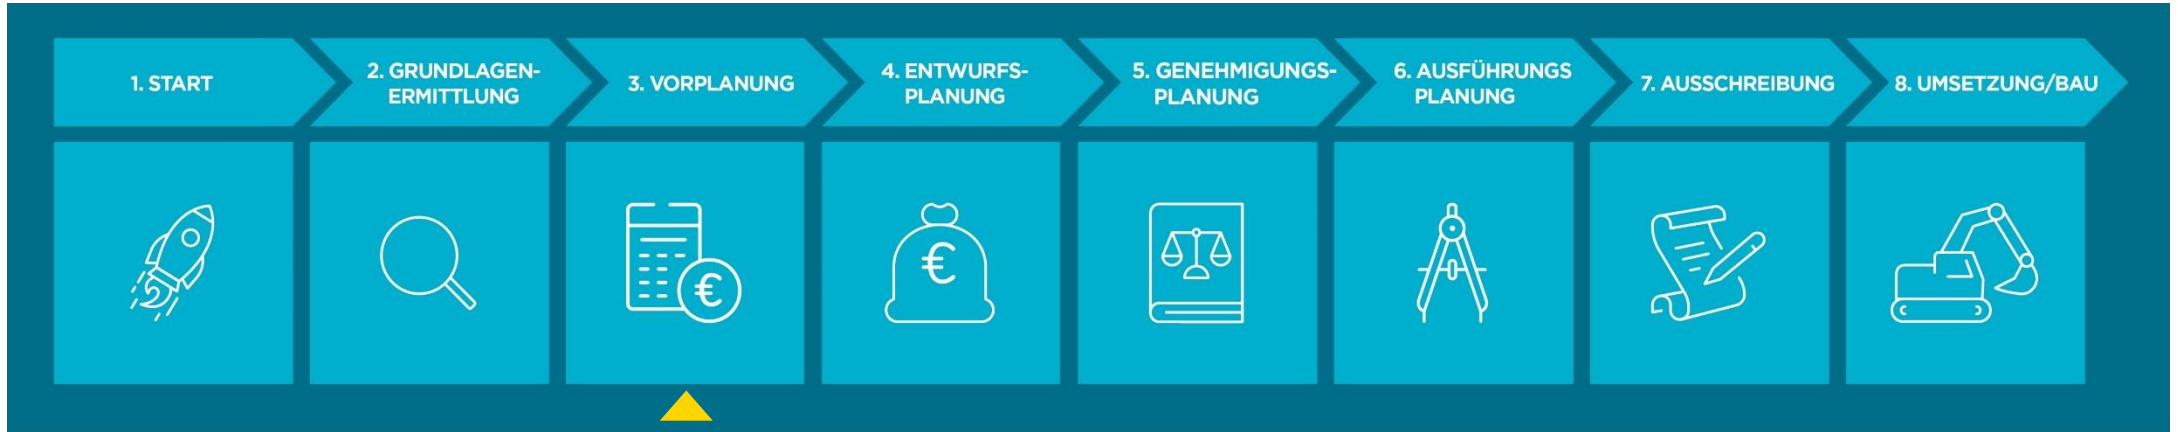 1. START
2. GRUNDLAGEN-
ERMITTLUNG
3. VORPLANUNG
4. ENTWURFS-
PLANUNG
5. GENEHMIGUNGS-
PLANUNG
6. AUSFÜHRUNGS
PLANUNG
7. AUSSCHREIBUNG
8. UMSETZUNG/BAU
€
€